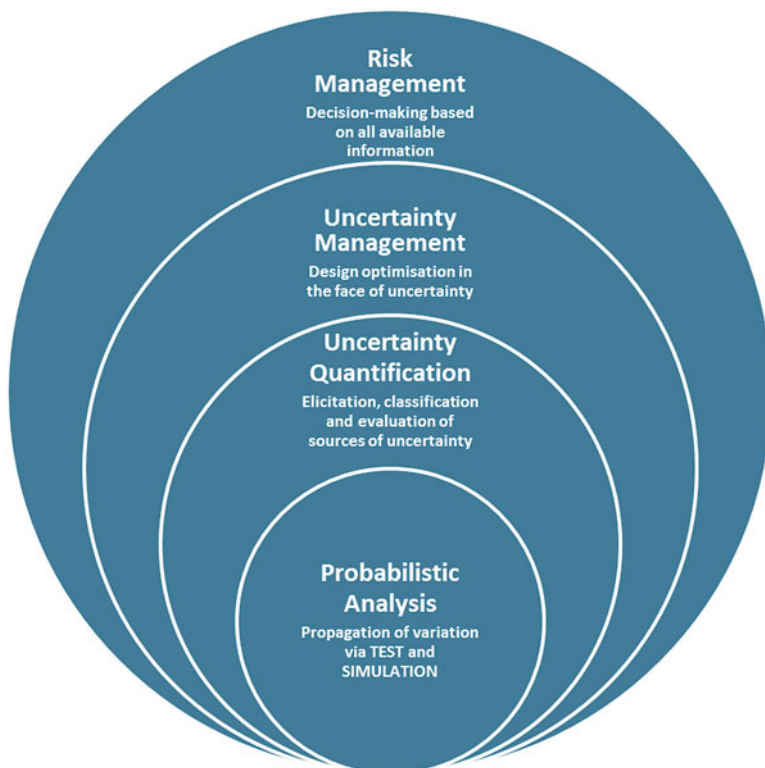 Risk
Management
Decision-making based
on all available
information
Uncertainty
Management
Design optimisation in
the face of uncertainty
Uncertainty
Quantification
Elicitation, classification
and evaluation of
sources of uncertainty
Probabilistic
Analysis
Propagation of variation
via TEST and
SIMULATION